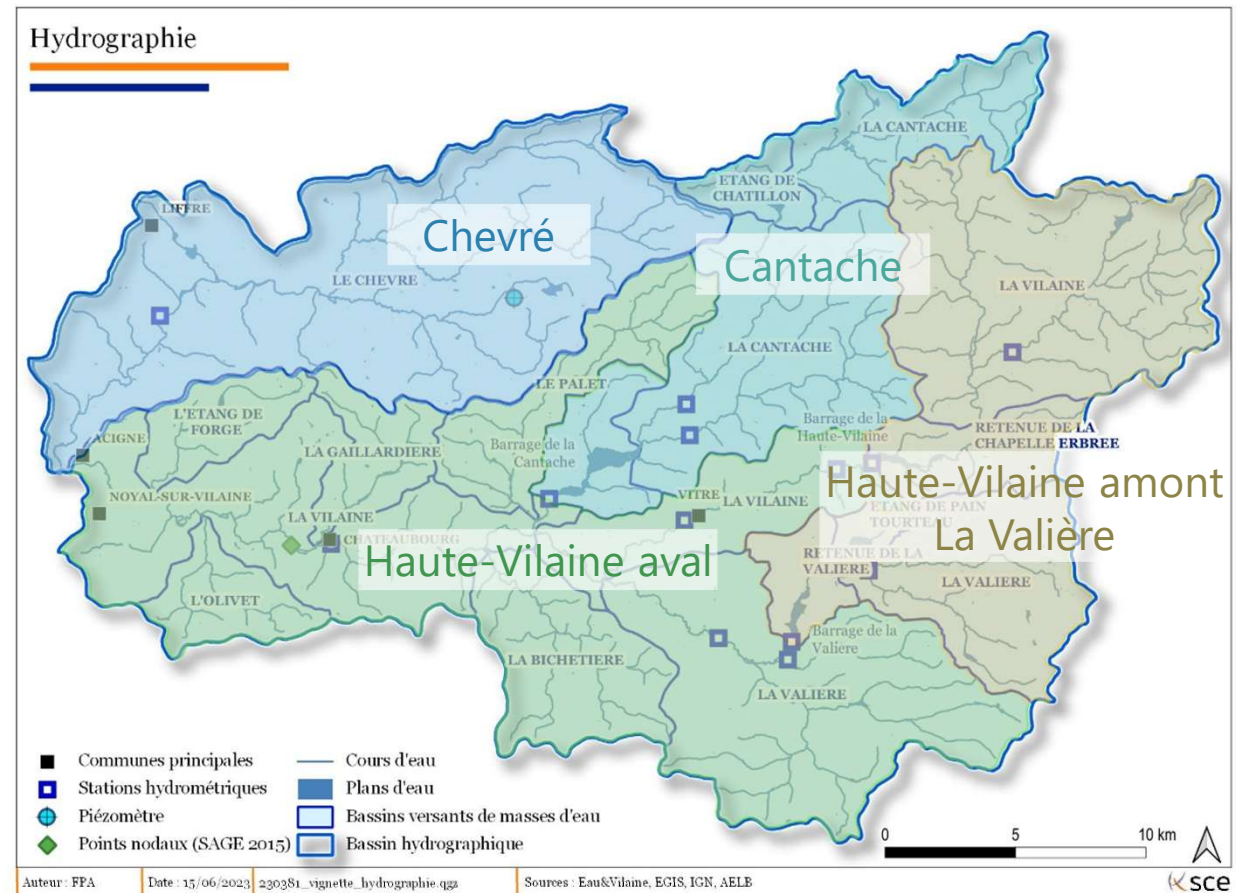 Hydrographie
LA CANTACHE
ETANG DE
CHATILLON
LIFFRE
Chevré
Cantache
LE CHEVRE
LA VILAINE
LA CANTACHE
LE PALET
L'ETANG DE
FORGE
Barrage de la
Haute-Vilaine
RETENUE DE LA
CHAPELLE ERBREE
ACIGNE
LA GAILLARDIERE
Barrage de la
Cantache
NOYAL-SUR-VILAINE
VITRE
LA VILAINE
Haute-Vilaine amont
La Valière
ETANG DE PAIN
TOURTEAU
LA VILAINE
CHATEAUBOURG
Haute-Vilaine aval
RETENUE DE LA
VALIERE
LA VALIERE
L'OLIVET
Barrage de la
Valière
LA BICHETIERE
LA VALIERE
Communes principales
Stations hydrométriques
Piézomètre
Points nodaux (SAGE 2015)
Cours d'eau
Plans d'eau
Bassins versants de masses d'eau
Bassin hydrographique
0 5 10 km
Auteur : FPA
Date : 15/06/2023
230381_vignette_hydrographie.qgz
Sources : Eau&Vilaine, EGIS, IGN, AELB
sce